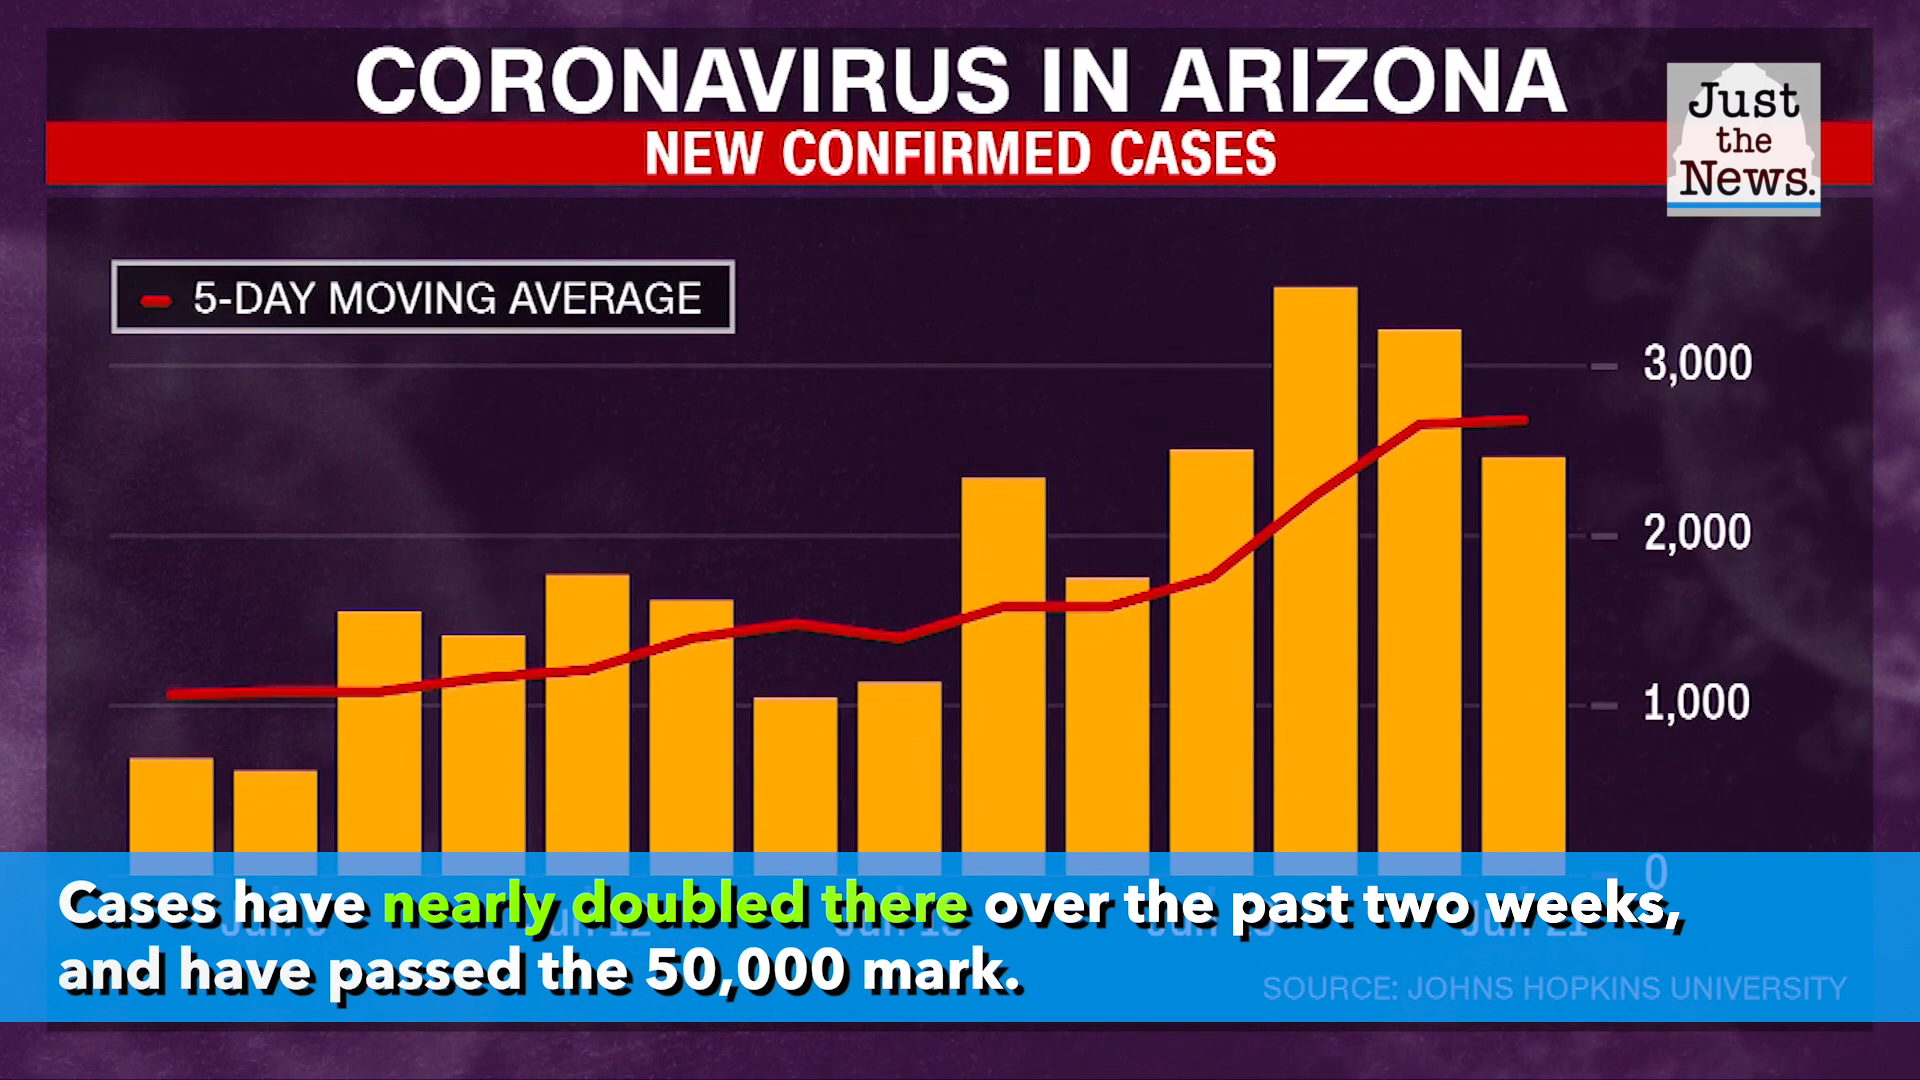 CORONAVIRUS IN ARIZONA
NEW CONFIRMED CASES
Just
the
News.
5-DAY MOVING AVERAGE
3,000
2,000
1,000
0
Cases have nearly doubled there over the past two weeks,
and have passed the 50,000 mark.
SOURCE: JOHNS HOPKINS UNIVERSITY